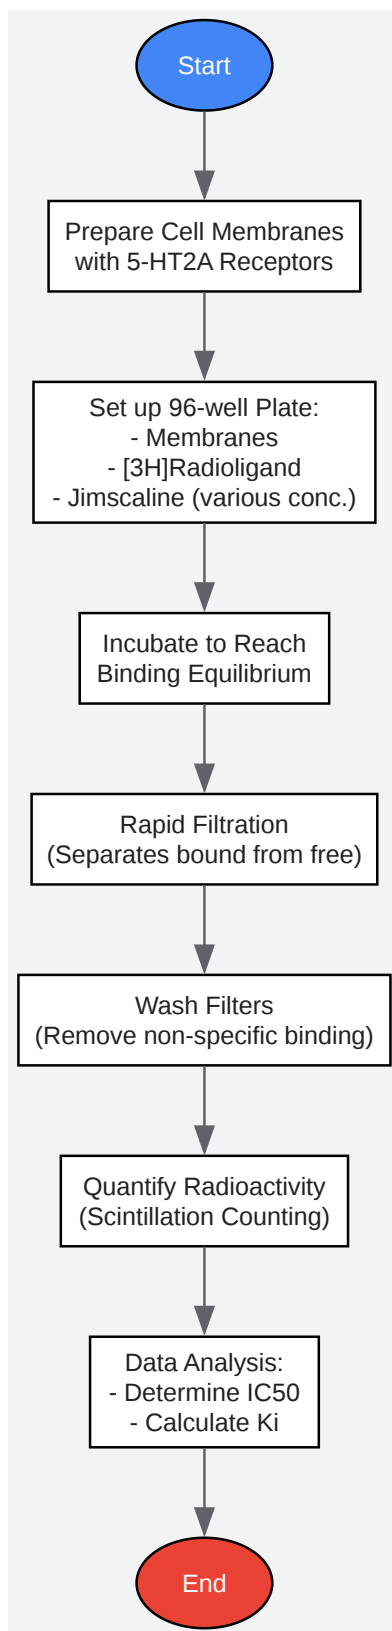 Start
Prepare Cell Membranes
with 5-HT2A Receptors
Set up 96-well Plate:
- Membranes
- [3H]Radioligand
- Jimscaline (various conc.)
Incubate to Reach
Binding Equilibrium
Rapid Filtration
(Separates bound from free)
Wash Filters
(Remove non-specific binding)
Quantify Radioactivity
(Scintillation Counting)
Data Analysis:
- Determine IC50
- Calculate Ki
End